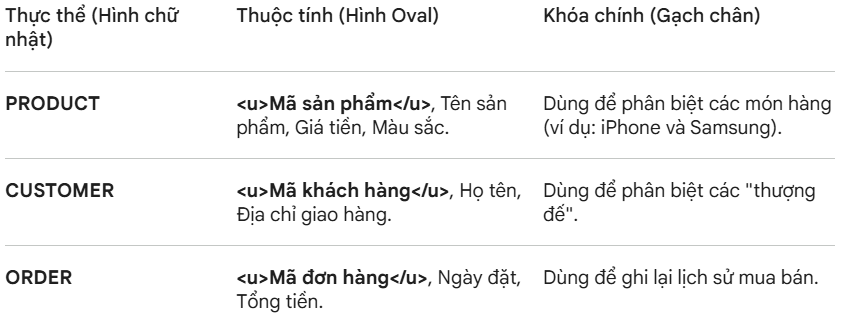 Thực thể (Hình chữ nhật) Thuộc tính (Hình Oval) Khóa chính (Gạch chân)
PRODUCT <u>Mã sản phẩm</u>, Tên sản phẩm, Giá tiền, Màu sắc. Dùng để phân biệt các món hàng (ví dụ: iPhone và Samsung).
CUSTOMER <u>Mã khách hàng</u>, Họ tên, Địa chỉ giao hàng. Dùng để phân biệt các "thượng đế".
ORDER <u>Mã đơn hàng</u>, Ngày đặt, Tổng tiền. Dùng để ghi lại lịch sử mua bán.